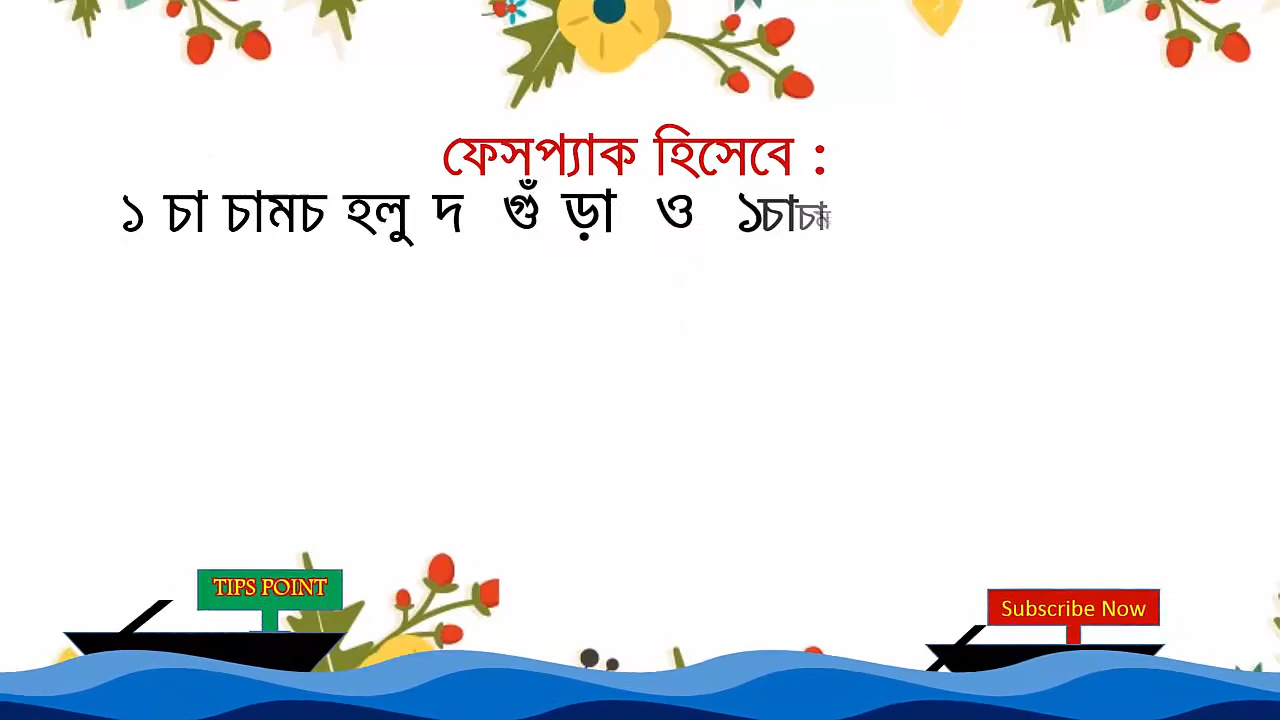 ফেসপ্যাক হিসেবে :
১ চা চামচ হলুদ গুঁড়া ও ১চা
TIPS POINT
Subscribe Now